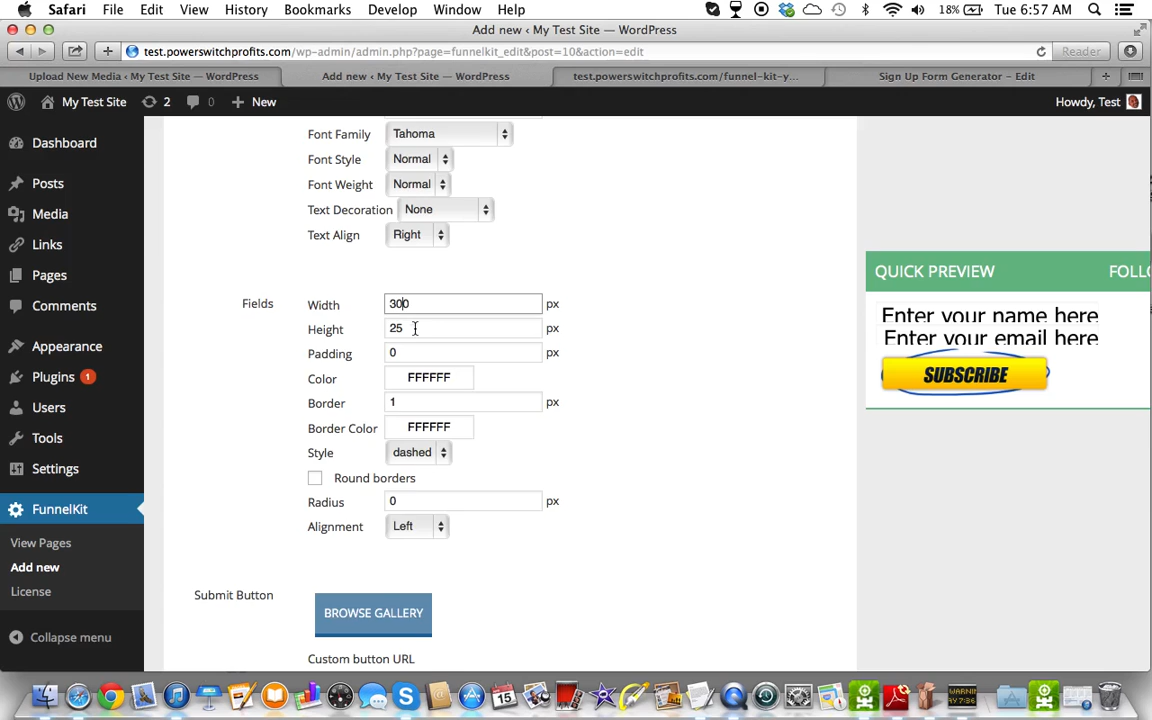 Safari File Edit View History Bookmarks Develop Window Help 18% Tue 6:57 AM
Add new ‹ My Test Site — WordPress
test.powerswitchprofits.com/wp-admin/admin.php?page=funnelkit_edit&post=10&action=edit Reader
Upload New Media ‹ My Test Site — WordPress Add new ‹ My Test Site — WordPress test.powerswitchprofits.com/funnel-kit-y... Sign Up Form Generator – Edit
My Test Site 2 0 New Howdy, Test
Dashboard
Posts
Media
Links
Pages
Comments
Appearance
Plugins 1
Users
Tools
Settings
FunnelKit
View Pages
Add new
License
Collapse menu
Font Family Tahoma
Font Style Normal
Font Weight Normal
Text Decoration None
Text Align Right
Fields Width 300 px
Height 25 px
Padding 0 px
Color FFFFFF
Border 1 px
Border Color FFFFFF
Style dashed
Round borders
Radius 0 px
Alignment Left
Submit Button BROWSE GALLERY
Custom button URL
QUICK PREVIEW FOLL
Enter your name here
Enter your email here
SUBSCRIBE